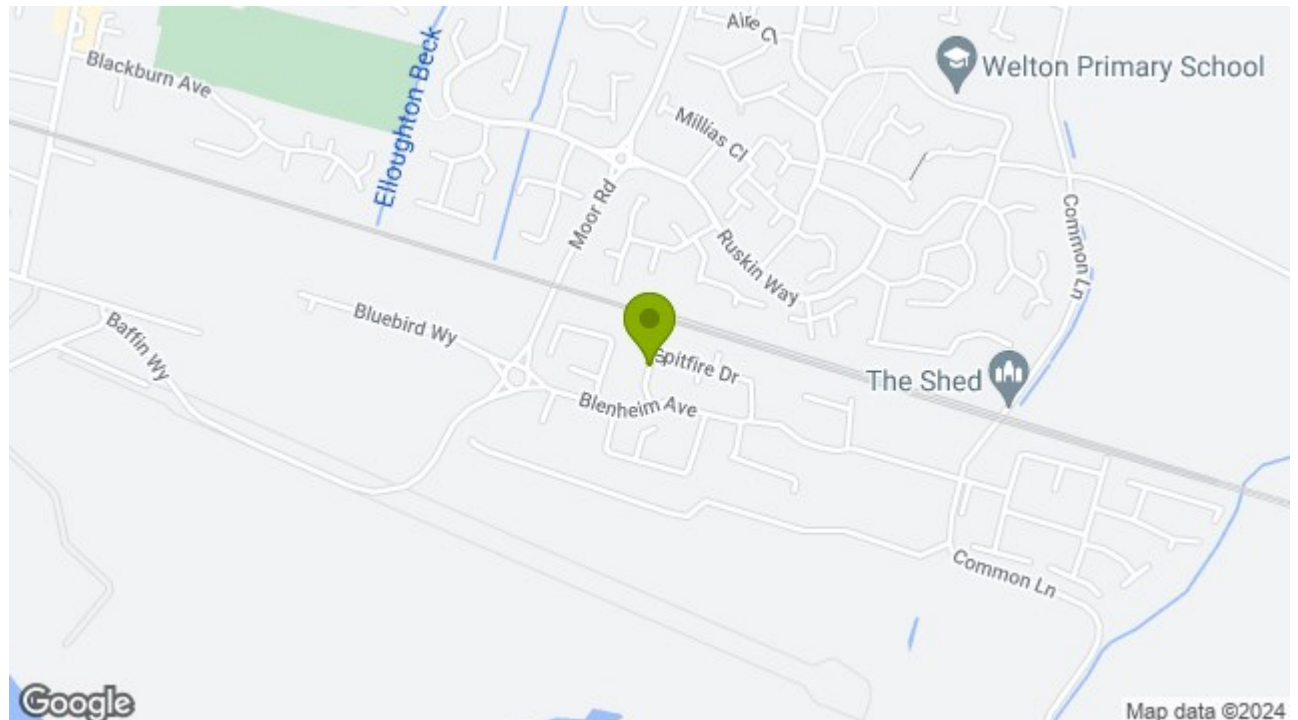 Aire Cl
Welton Primary School
Blackburn Ave
Elloughton Beck
Millias Cl
Moor Rd
Common Ln
Ruskin Way
Bluebird Wy
Baffin Wy
Spitfire Dr
The Shed
Blenheim Ave
Common Ln
Google
Map data ©2024